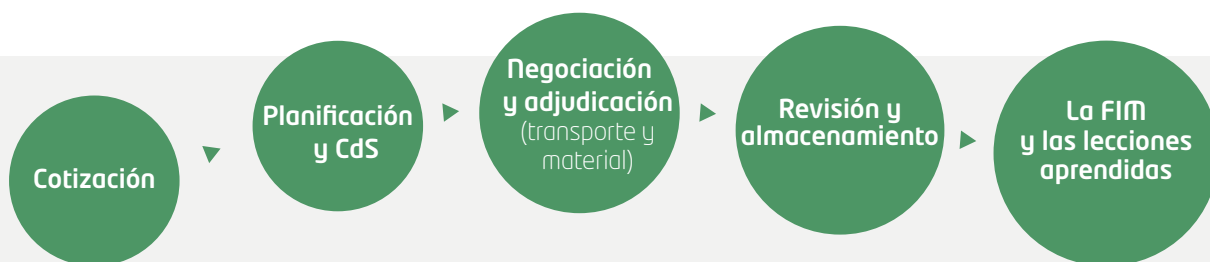 Cotización
Planificación
y CdS
Negociación
y adjudicación
(transporte y
material)
Revisión y
almacenamiento
La FIM
y las lecciones
aprendidas